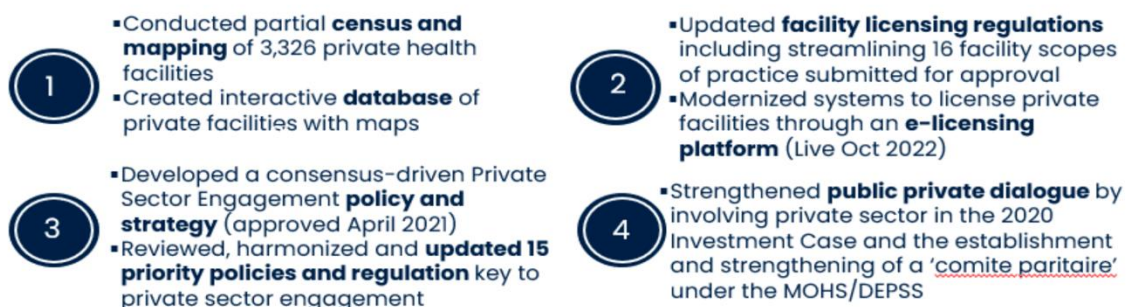 1
▪Conducted partial census and
mapping of 3,326 private health
facilities
▪Created interactive database of
private facilities with maps
2
▪Updated facility licensing regulations
including streamlining 16 facility scopes
of practice submitted for approval
▪Modernized systems to license private
facilities through an e-licensing
platform (Live Oct 2022)
3
▪Developed a consensus-driven Private
Sector Engagement policy and
strategy (approved April 2021)
▪Reviewed, harmonized and updated 15
priority policies and regulation key to
private sector engagement
4
▪Strengthened public private dialogue by
involving private sector in the 2020
Investment Case and the establishment
and strengthening of a ‘comite paritaire’
under the MOHS/DEPSS